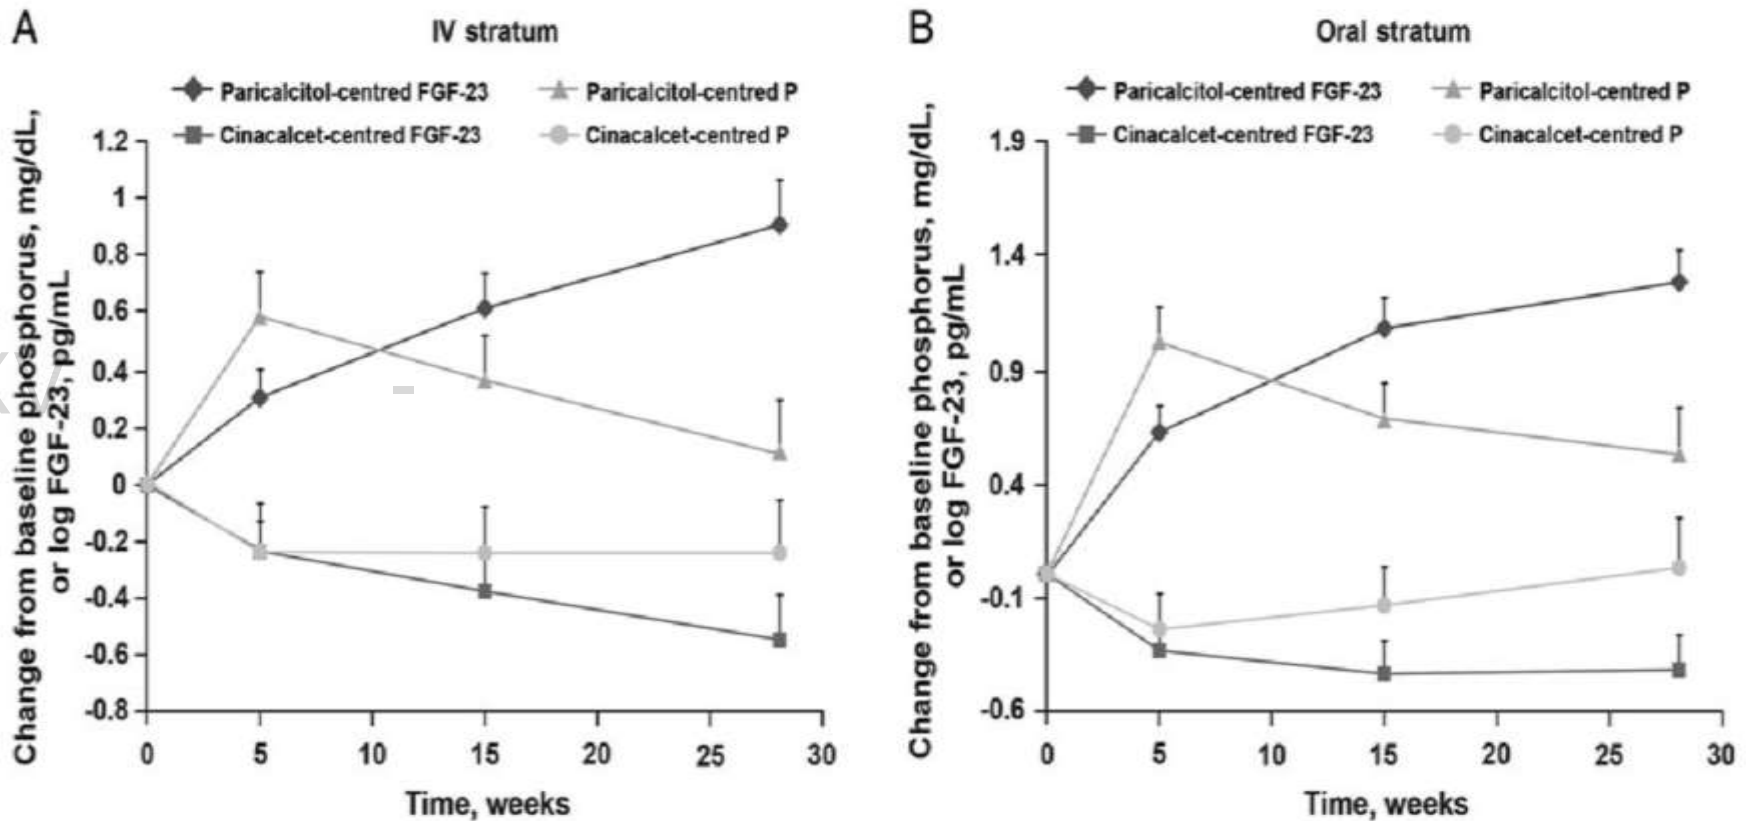 A
IV stratum
Paricalcitol-centred FGF-23
Paricalcitol-centred P
Cinacalcet-centred FGF-23
Cinacalcet-centred P
Change from baseline phosphorus, mg/dL,
or log FGF-23, pg/mL
1.2
1
0.8
0.6
0.4
0.2
0
-0.2
-0.4
-0.6
-0.8
0 5 10 15 20 25 30
Time, weeks
B
Oral stratum
Paricalcitol-centred FGF-23
Paricalcitol-centred P
Cinacalcet-centred FGF-23
Cinacalcet-centred P
Change from baseline phosphorus, mg/dL,
or log FGF-23, pg/mL
1.9
1.4
0.9
0.4
-0.1
-0.6
0 5 10 15 20 25 30
Time, weeks